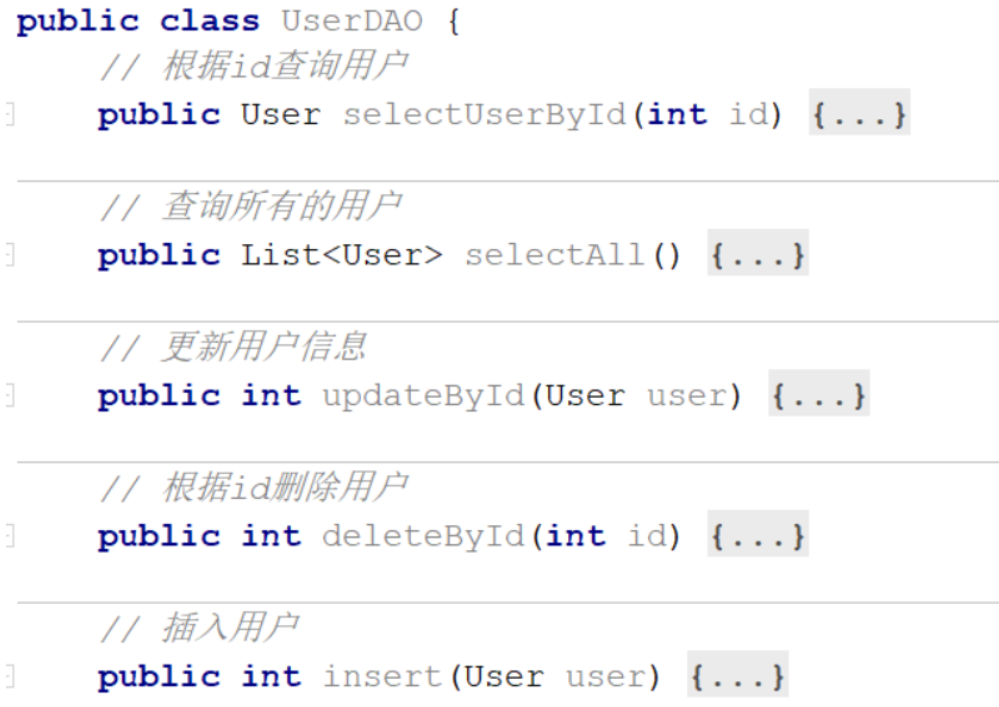 public class UserDAO {
// 根据id查询用户
public User selectUserById(int id) {...}
// 查询所有的用户
public List<User> selectAll() {...}
// 更新用户信息
public int updateById(User user) {...}
// 根据id删除用户
public int deleteById(int id) {...}
// 插入用户
public int insert(User user) {...}